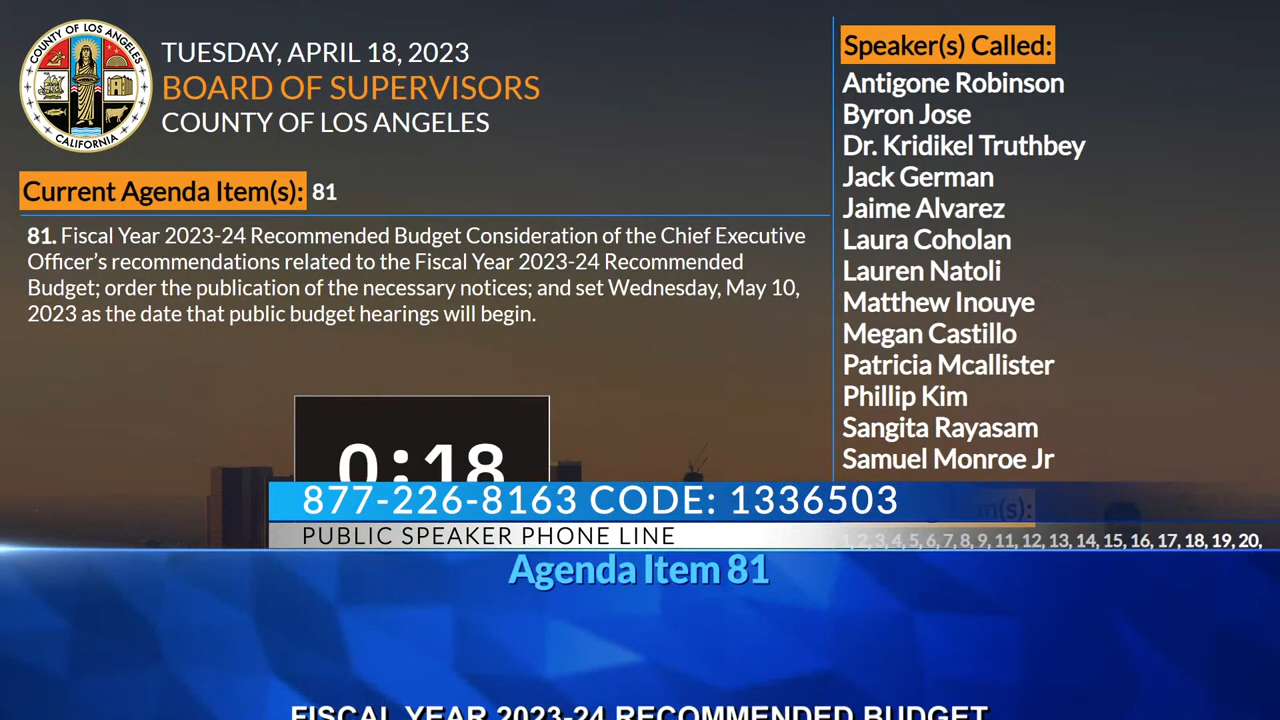 COUNTY OF LOS ANGELES
CALIFORNIA
TUESDAY, APRIL 18, 2023
BOARD OF SUPERVISORS
COUNTY OF LOS ANGELES
Current Agenda Item(s): 81
81. Fiscal Year 2023-24 Recommended Budget Consideration of the Chief Executive
Officer's recommendations related to the Fiscal Year 2023-24 Recommended
Budget; order the publication of the necessary notices; and set Wednesday, May 10,
2023 as the date that public budget hearings will begin.
0:18
Speaker(s) Called:
Antigone Robinson
Byron Jose
Dr. Kridikel Truthbey
Jack German
Jaime Alvarez
Laura Coholan
Lauren Natoli
Matthew Inouye
Megan Castillo
Patricia Mcallister
Phillip Kim
Sangita Rayasam
Samuel Monroe Jr
m(s):
1, 2, 3, 4, 5, 6, 7, 8, 9, 11, 12, 13, 14, 15, 16, 17, 18, 19, 20,
877-226-8163 CODE: 1336503
PUBLIC SPEAKER PHONE LINE
Agenda Item 81
FISCAL YEAR 2023-24 RECOMMENDED BUDGET